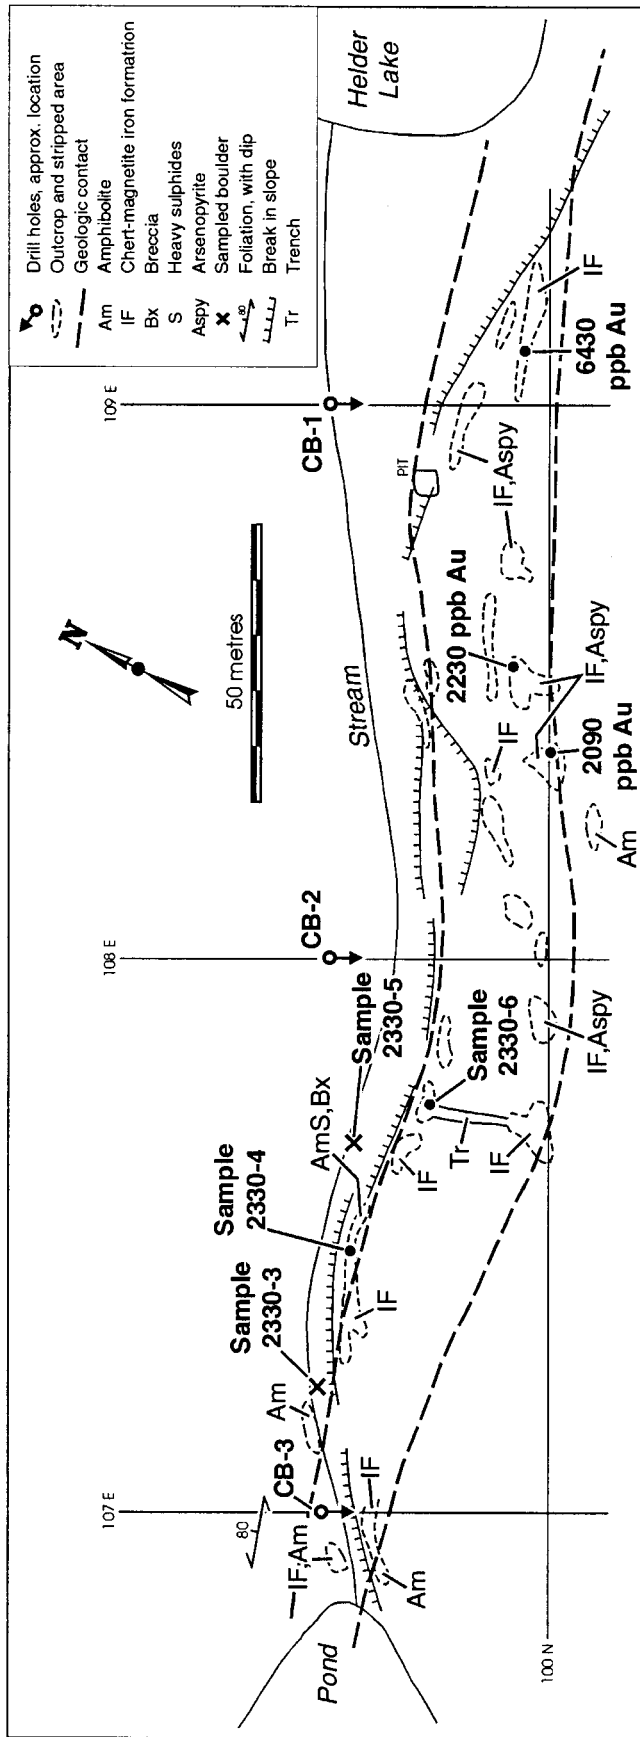 Drill holes, approx. location
Outcrop and stripped area
Geologic contact
Am Amphibolite
IF Chert-magnetite iron formatrion
Bx Breccia
S Heavy sulphides
Aspy Arsenopyrite
Sampled boulder
80 Foliation, with dip
Break in slope
Tr Trench
107 E
108 E
109 E
N
50 metres
Helder
Lake
Stream
Pond
100 N
80
IF,Am
CB-3
Am
Sample
2330-3
Sample
2330-4
AmS,Bx
Sample
2330-5
CB-2
CB-1
PIT
IF
Am
IF
IF
Tr
IF
Sample
2330-6
IF,Aspy
Am
IF
2090
ppb Au
2230 ppb Au
IF,Aspy
IF,Aspy
6430
ppb Au
IF